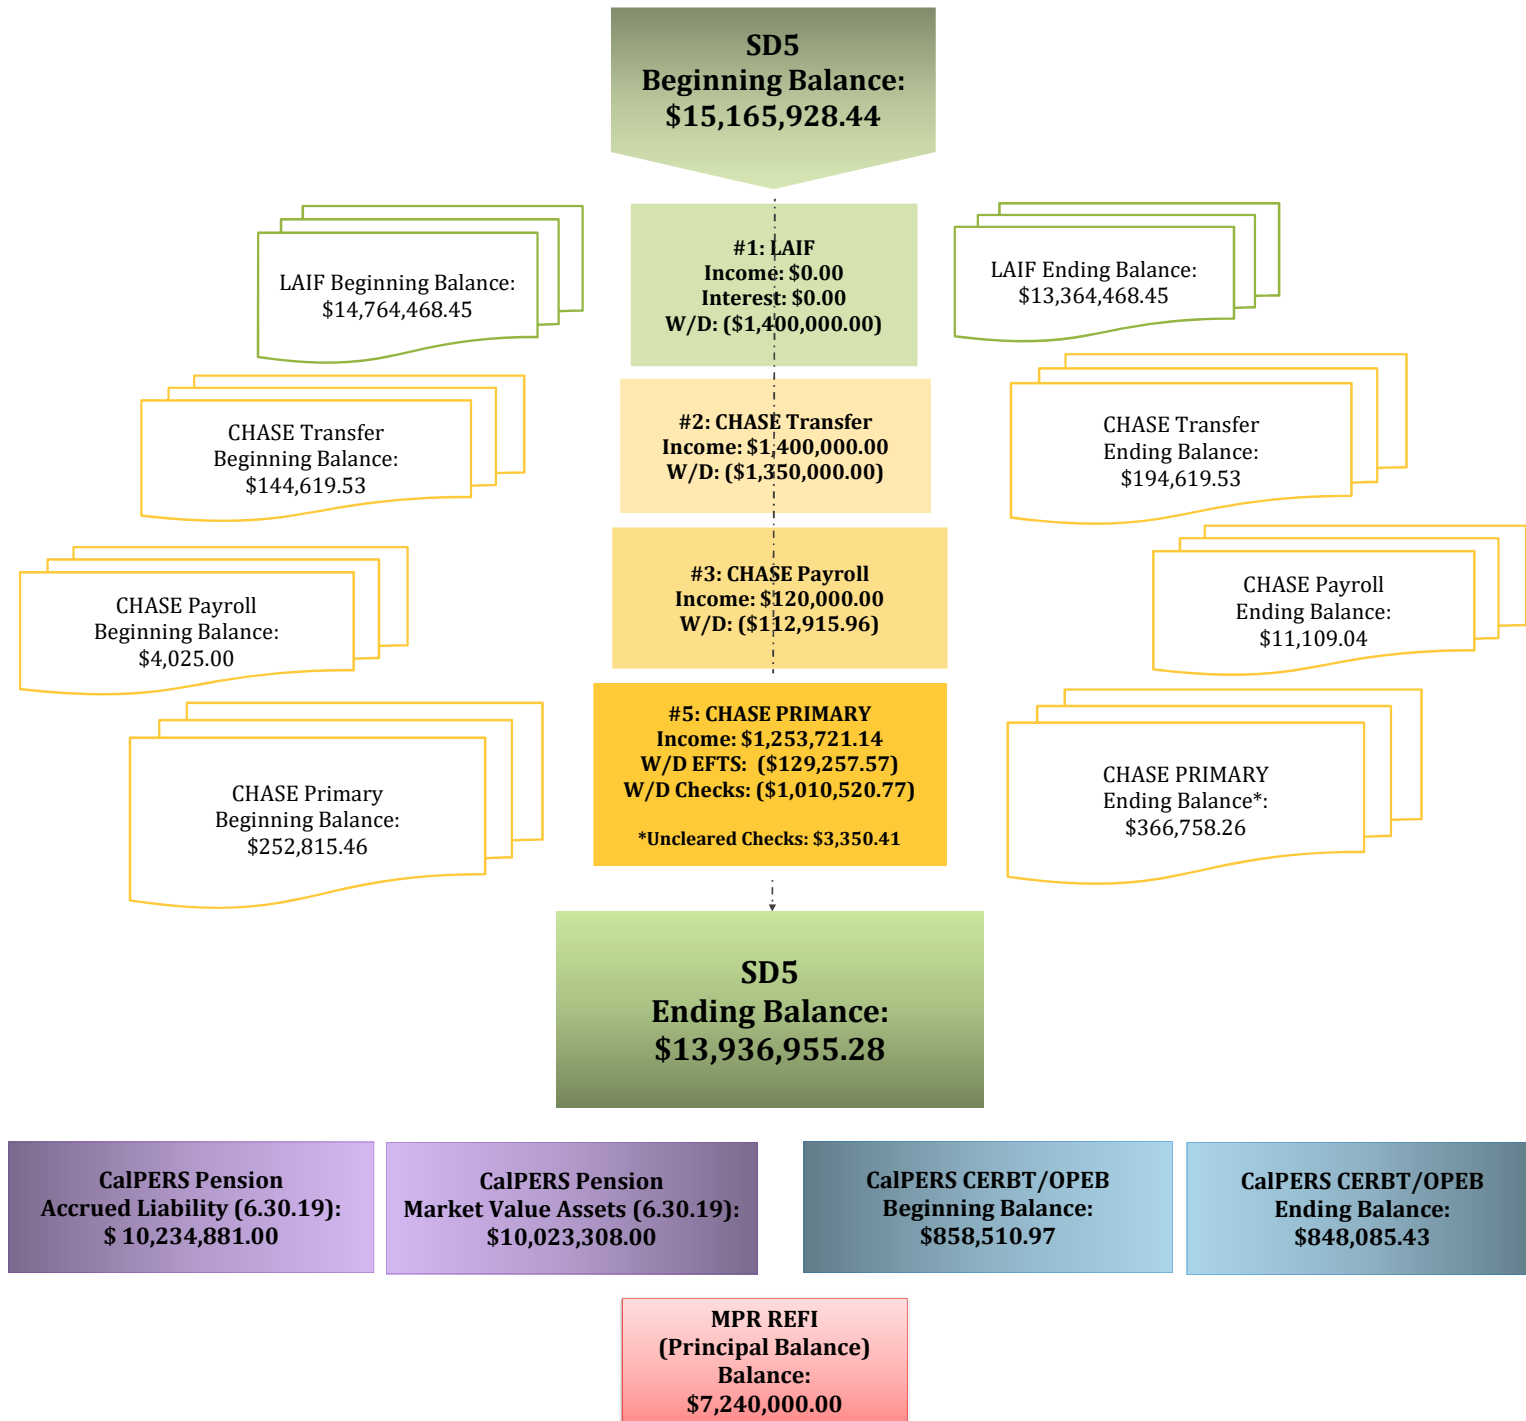 SD5
Beginning Balance:
$15,165,928.44
LAIF Beginning Balance:
$14,764,468.45
#1: LAIF
Income: $0.00
Interest: $0.00
W/D: ($1,400,000.00)
LAIF Ending Balance:
$13,364,468.45
CHASE Transfer
Beginning Balance:
$144,619.53
#2: CHASE Transfer
Income: $1,400,000.00
W/D: ($1,350,000.00)
CHASE Transfer
Ending Balance:
$194,619.53
CHASE Payroll
Beginning Balance:
$4,025.00
#3: CHASE Payroll
Income: $120,000.00
W/D: ($112,915.96)
CHASE Payroll
Ending Balance:
$11,109.04
CHASE Primary
Beginning Balance:
$252,815.46
#5: CHASE PRIMARY
Income: $1,253,721.14
W/D EFTS: ($129,257.57)
W/D Checks: ($1,010,520.77)
*Uncleared Checks: $3,350.41
CHASE PRIMARY
Ending Balance*:
$366,758.26
SD5
Ending Balance:
$13,936,955.28
CalPERS Pension
Accrued Liability (6.30.19):
$ 10,234,881.00
CalPERS Pension
Market Value Assets (6.30.19):
$10,023,308.00
CalPERS CERBT/OPEB
Beginning Balance:
$858,510.97
CalPERS CERBT/OPEB
Ending Balance:
$848,085.43
MPR REFI
(Principal Balance)
Balance:
$7,240,000.00